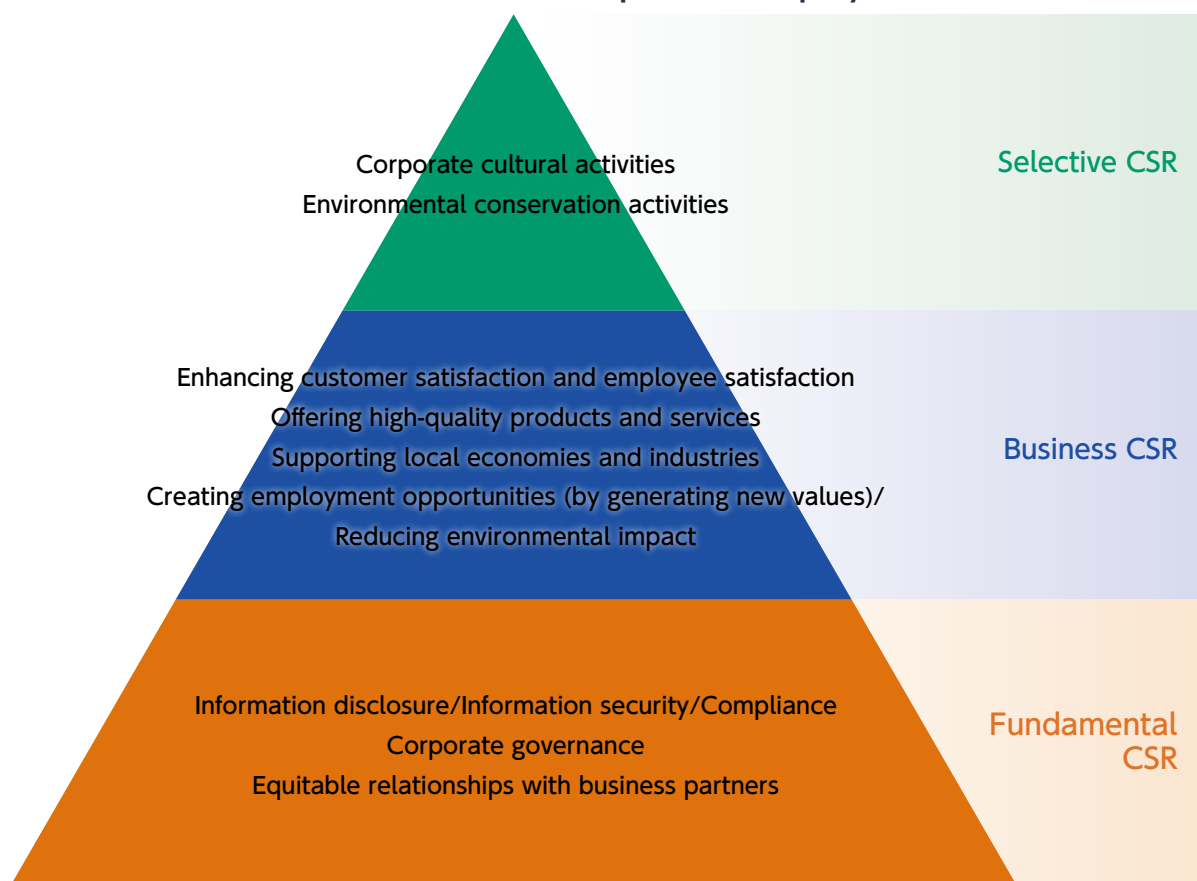 Corporate cultural activities
Environmental conservation activities
Selective CSR
Enhancing customer satisfaction and employee satisfaction
Offering high-quality products and services
Supporting local economies and industries
Creating employment opportunities (by generating new values)/
Reducing environmental impact
Business CSR
Information disclosure/Information security/Compliance
Corporate governance
Equitable relationships with business partners
Fundamental
CSR